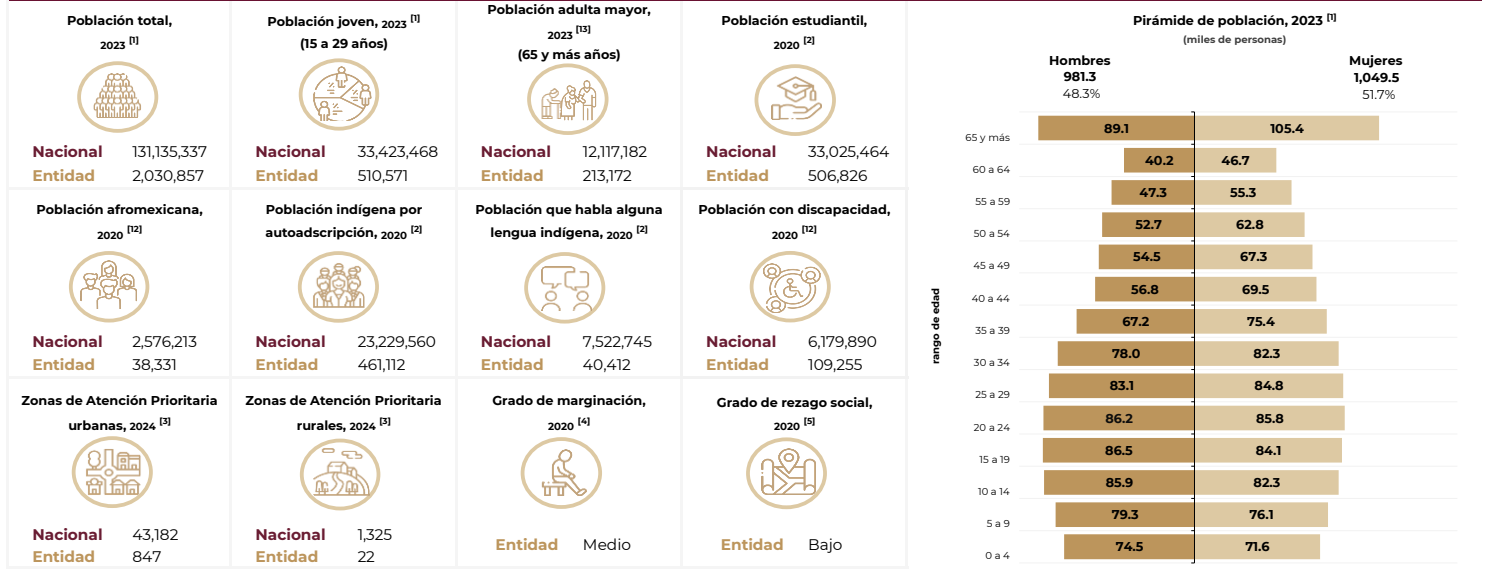 Población total,
2023 [1]
Nacional 131,135,337
Entidad 2,030,857
Población joven, 2023 [1]
(15 a 29 años)
Nacional 33,423,468
Entidad 510,571
Población adulta mayor,
2023 [13]
(65 y más años)
Nacional 12,117,182
Entidad 213,172
Población estudiantil,
2020 [2]
Nacional 33,025,464
Entidad 506,826
Población afromexicana,
2020 [12]
Nacional 2,576,213
Entidad 38,331
Población indígena por
autoadscripción, 2020 [2]
Nacional 23,229,560
Entidad 461,112
Población que habla alguna
lengua indígena, 2020 [2]
Nacional 7,522,745
Entidad 40,412
Población con discapacidad,
2020 [12]
Nacional 6,179,890
Entidad 109,255
Zonas de Atención Prioritaria
urbanas, 2024 [3]
Nacional 43,182
Entidad 847
Zonas de Atención Prioritaria
rurales, 2024 [3]
Nacional 1,325
Entidad 22
Grado de marginación,
2020 [4]
Entidad Medio
Grado de rezago social,
2020 [5]
Entidad Bajo
Pirámide de población, 2023 [1]
(miles de personas)
Hombres Mujeres
981.3 1,049.5
48.3% 51.7%
rango de edad
65 y más 89.1 105.4
60 a 64 40.2 46.7
55 a 59 47.3 55.3
50 a 54 52.7 62.8
45 a 49 54.5 67.3
40 a 44 56.8 69.5
35 a 39 67.2 75.4
30 a 34 78.0 82.3
25 a 29 83.1 84.8
20 a 24 86.2 85.8
15 a 19 86.5 84.1
10 a 14 85.9 82.3
5 a 9 79.3 76.1
0 a 4 74.5 71.6